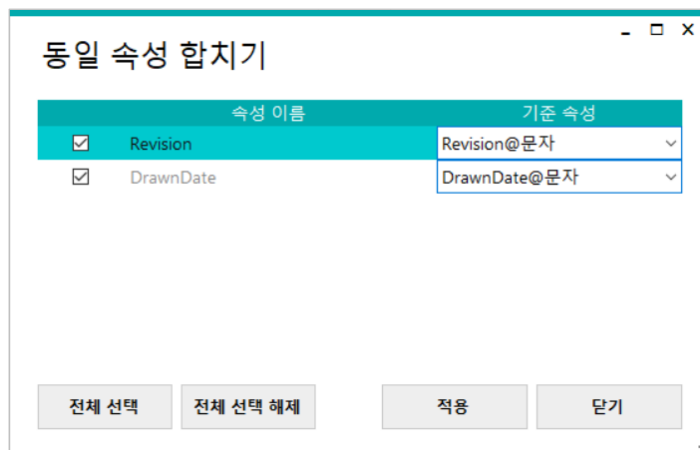 동일 속성 합치기
속성 이름 기준 속성
Revision Revision@문자
DrawnDate DrawnDate@문자
전체 선택 전체 선택 해제 적용 닫기